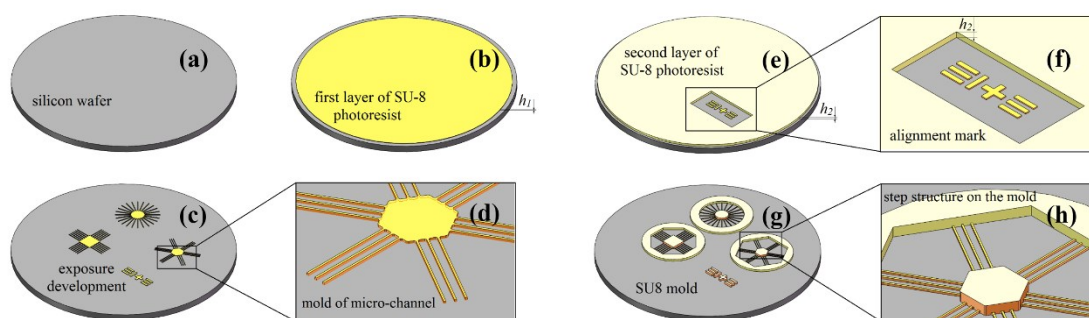 (a)
silicon wafer
(b)
first layer of SU-8
photoresist
h1
(c)
exposure
development
(d)
mold of micro-channel
second layer of
SU-8 photoresist
(e)
h2
h2
(f)
alignment mark
(g)
SU8 mold
step structure on the mold
(h)